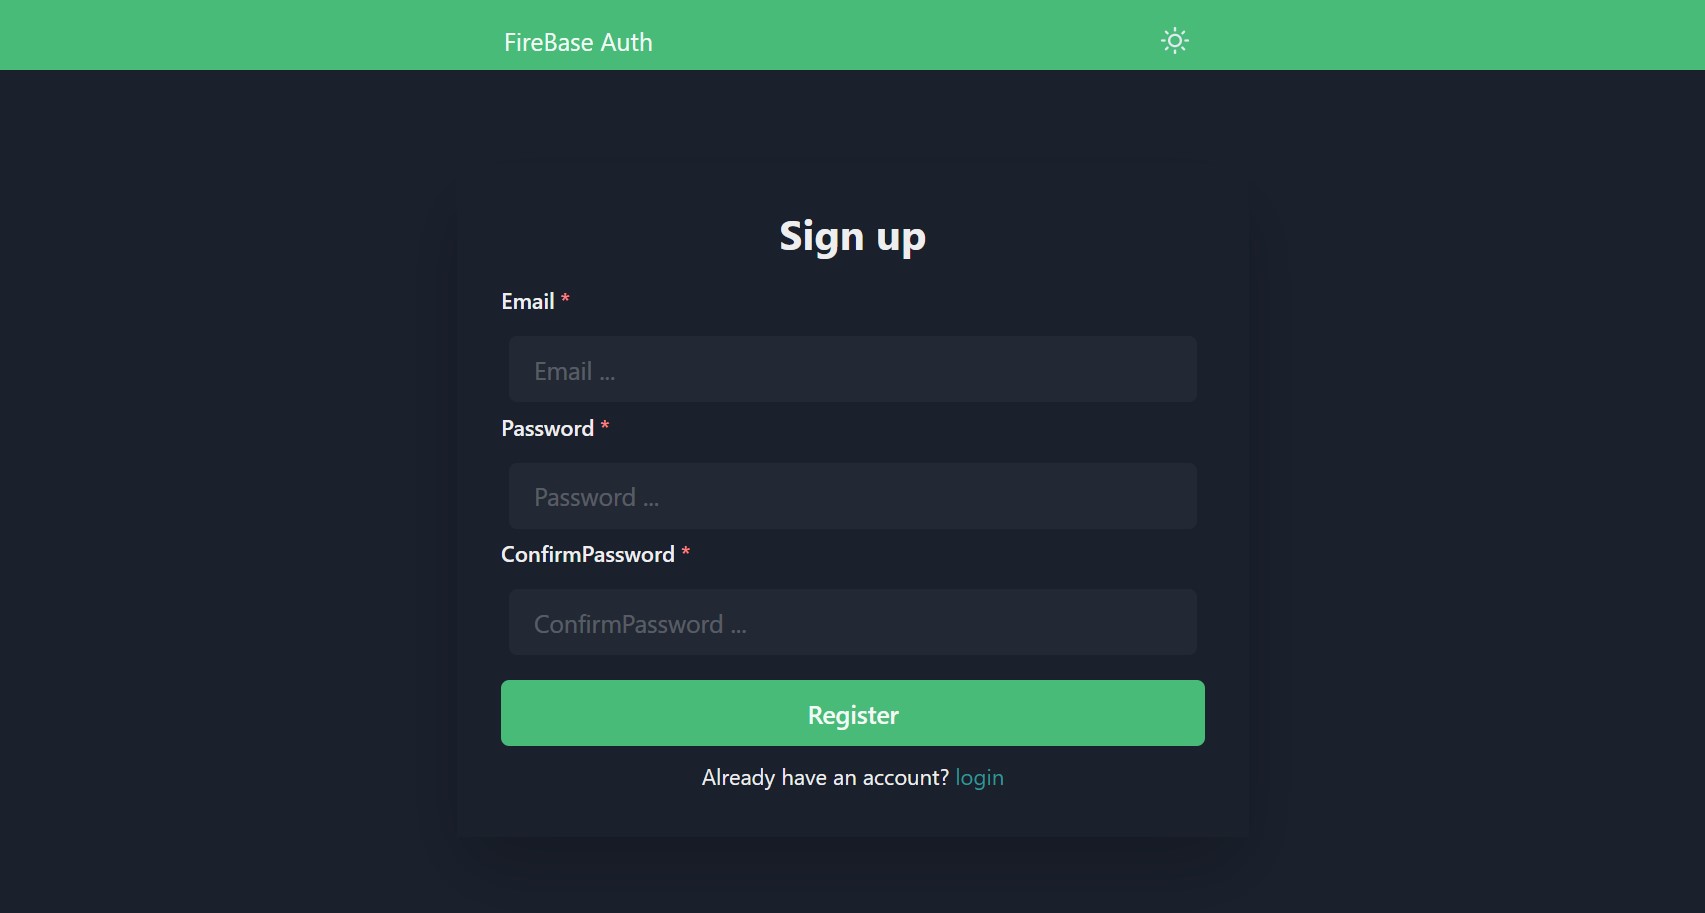 FireBase Auth
Sign up
Email *
Email ...
Password *
Password ...
ConfirmPassword *
ConfirmPassword ...
Register
Already have an account? login